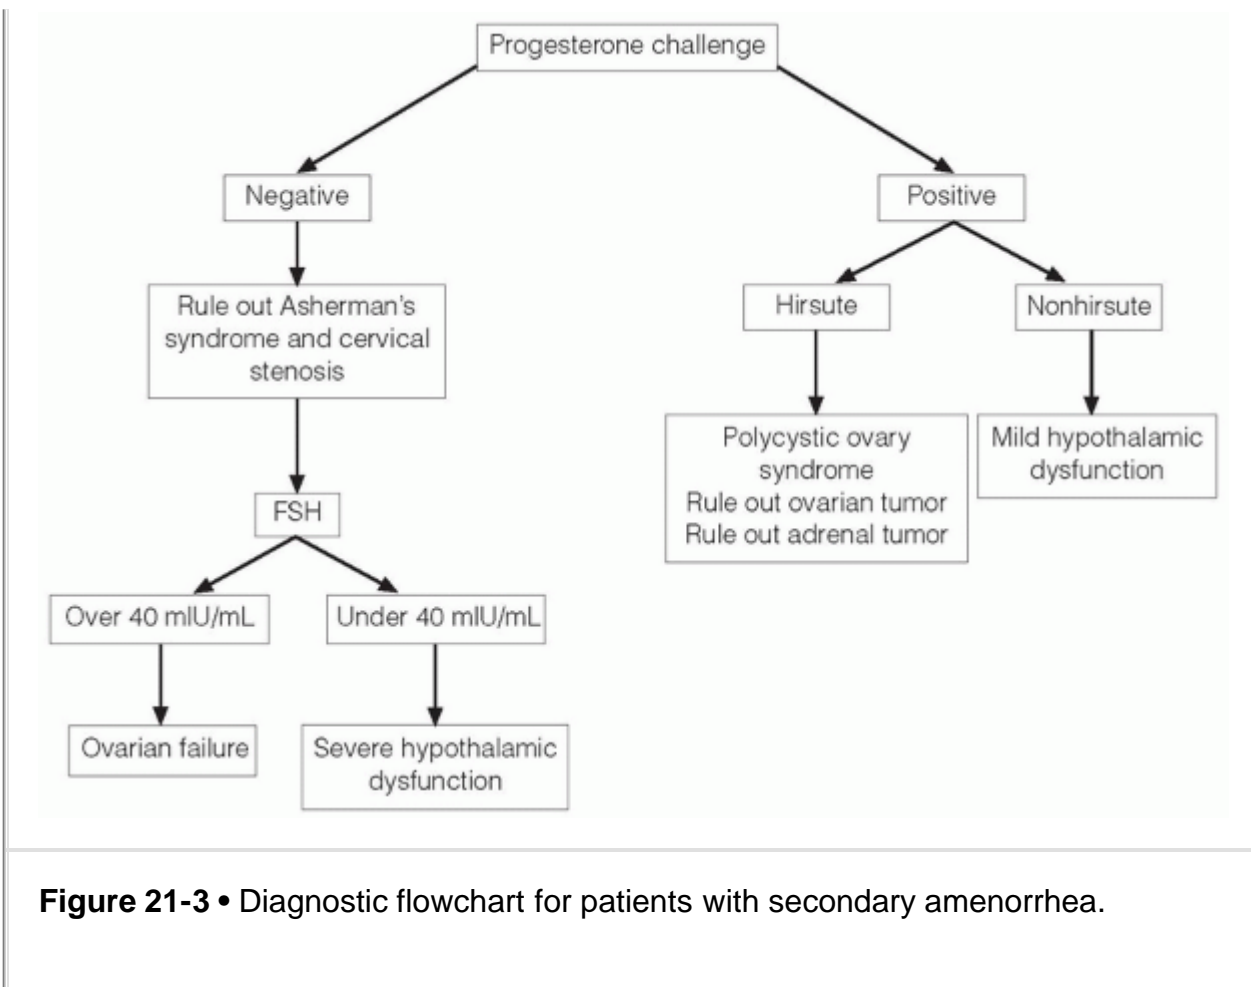 Progesterone challenge
Negative
Positive
Rule out Asherman's
syndrome and cervical
stenosis
Hirsute
Nonhirsute
Polycystic ovary
syndrome
Rule out ovarian tumor
Rule out adrenal tumor
Mild hypothalamic
dysfunction
FSH
Over 40 mIU/mL
Under 40 mIU/mL
Ovarian failure
Severe hypothalamic
dysfunction
Figure 21-3 • Diagnostic flowchart for patients with secondary amenorrhea.